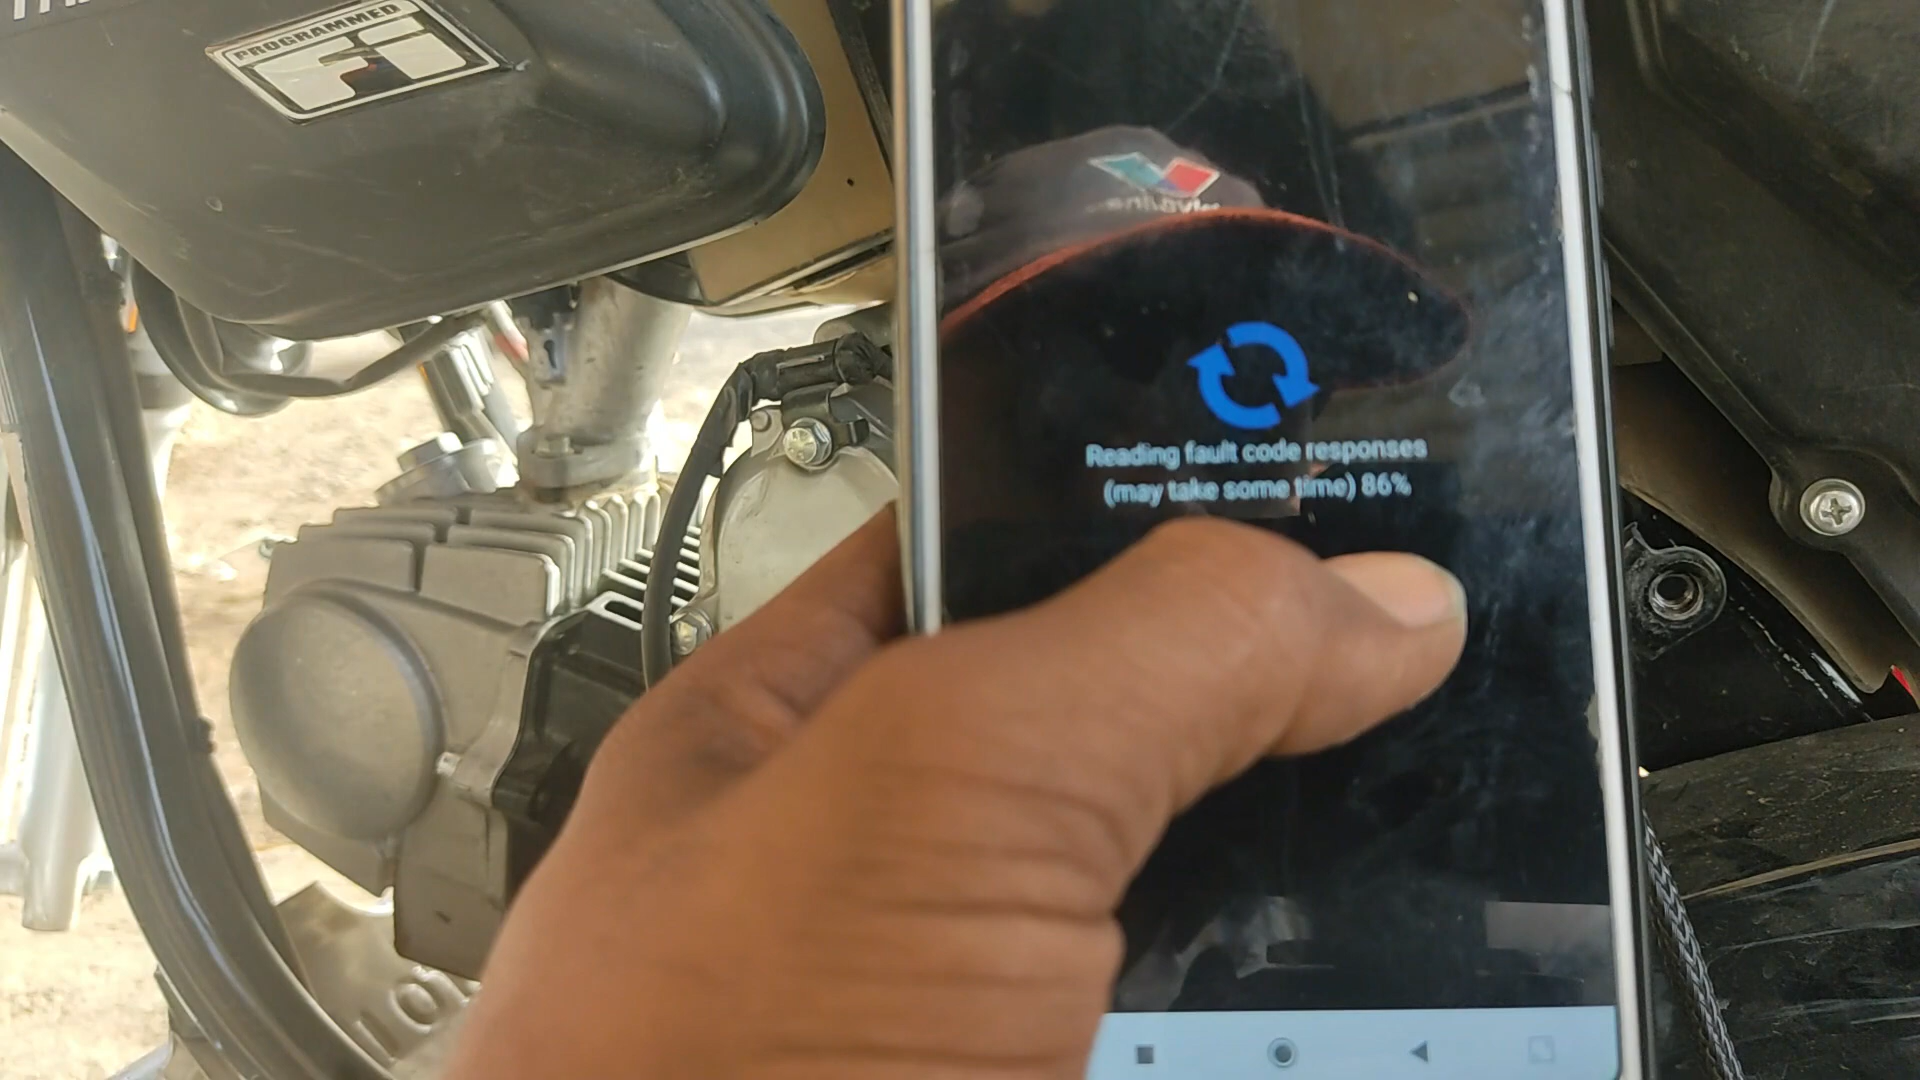 PROGRAMMED
Fi
Reading fault code responses
(may take some time) 86%